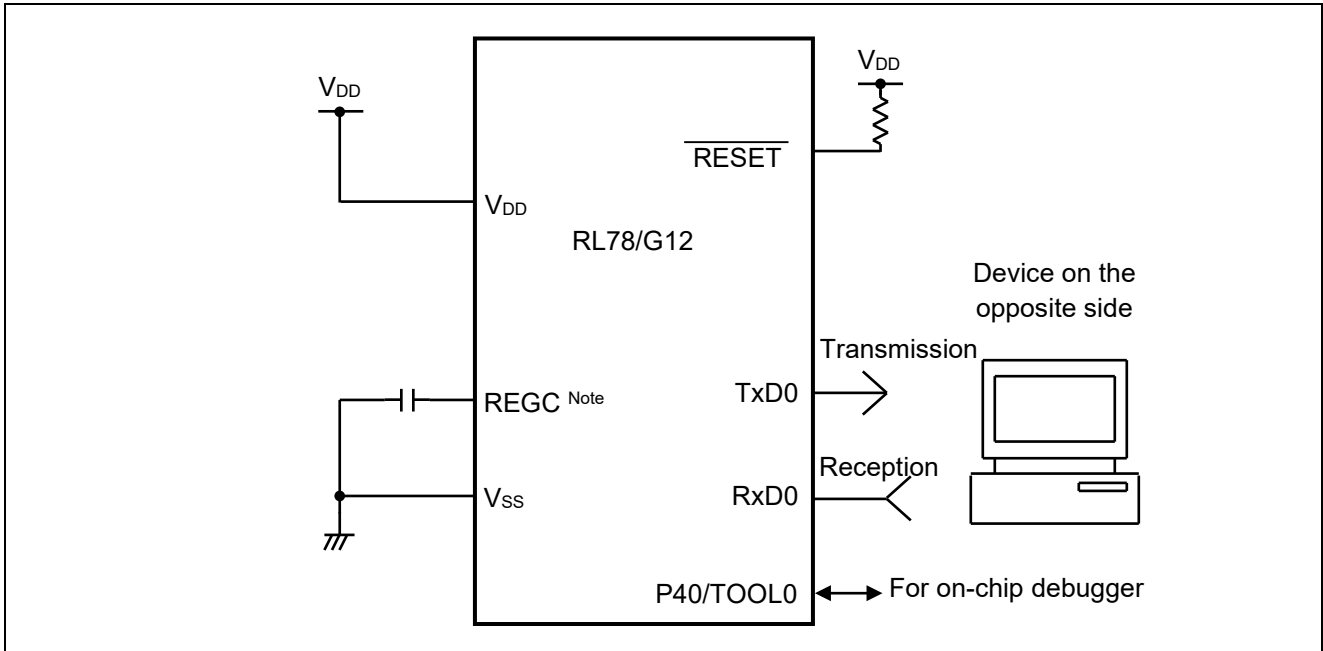 VDD
VDD
RESET
VDD
RL78/G12
Device on the
opposite side
Transmission
TxD0
REGC Note
Reception
RxD0
VSS
P40/TOOL0
For on-chip debugger